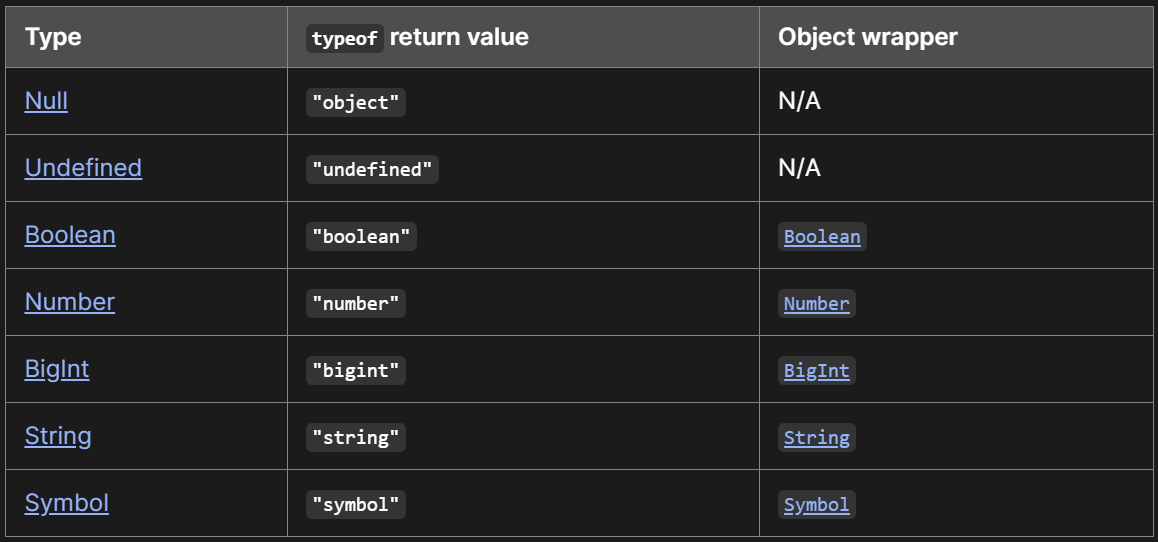 Type typeof return value Object wrapper
Null "object" N/A
Undefined "undefined" N/A
Boolean "boolean" Boolean
Number "number" Number
BigInt "bigint" BigInt
String "string" String
Symbol "symbol" Symbol